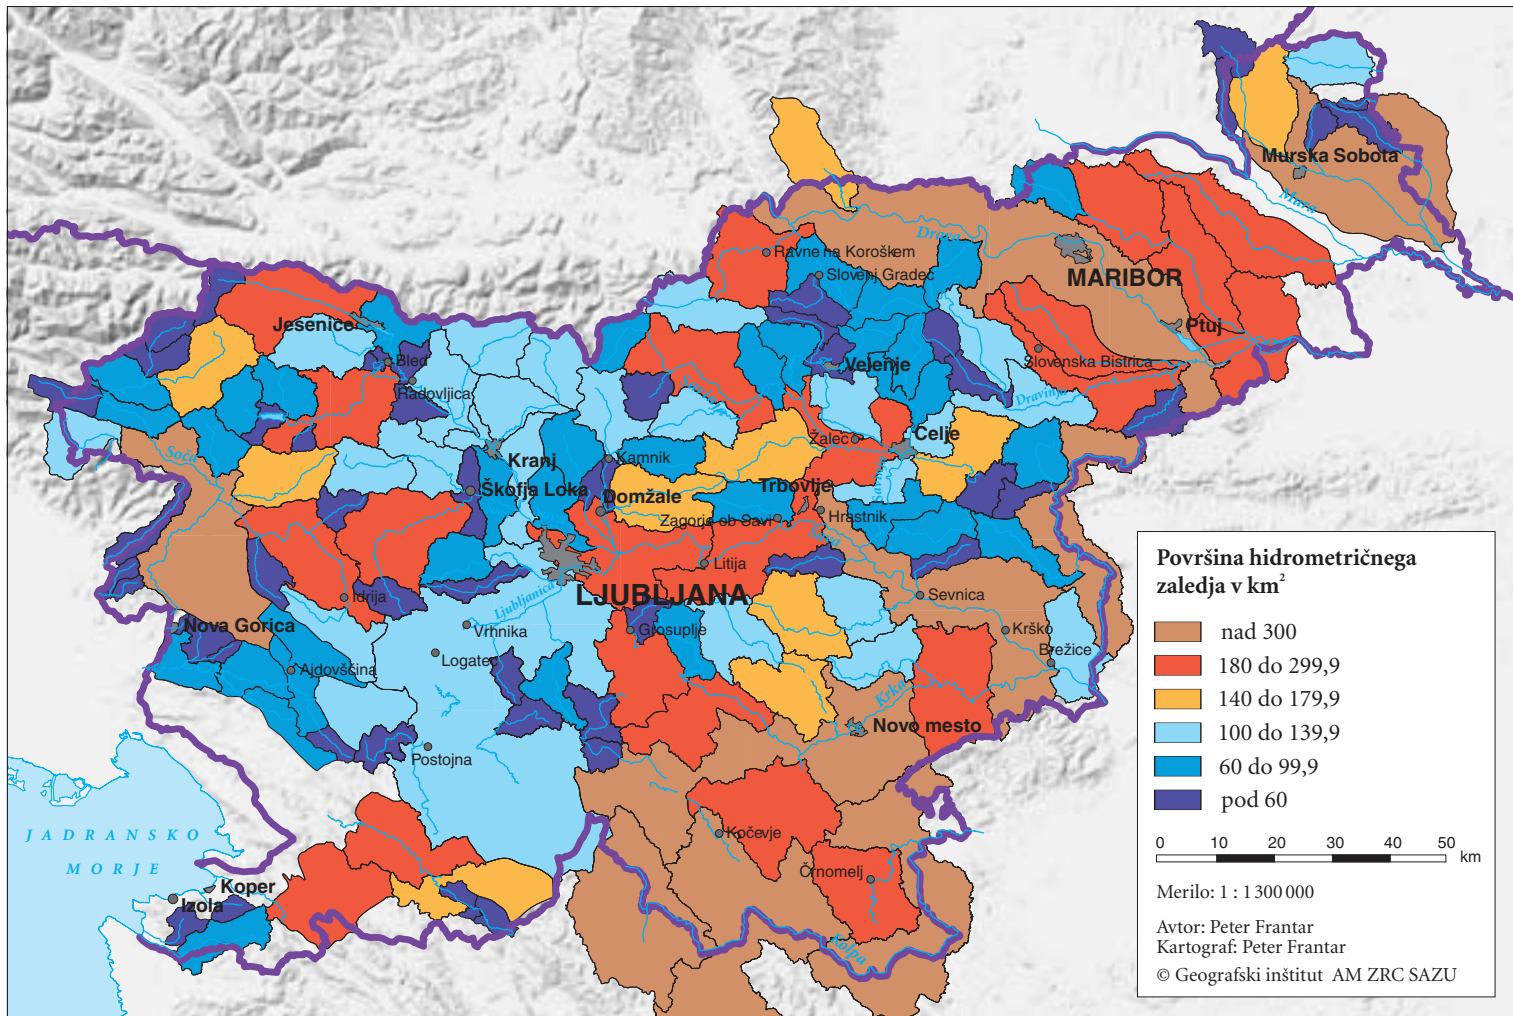 Murska Sobota
Mura
Drava
Ravne na Koroškem
Slovenj Gradec
MARIBOR
Ptuj
Jesenice
Bled
Radovljica
Velenje
Slovenska Bistrica
Dravinja
Soča
Kranj
Kamnik
Žalec
Celje
Savinja
Škofja Loka
Domžale
Trbovlje
Zagorje ob Savi
Hrastnik
Sava
Litija
LJUBLJANA
Ljubljanica
Idrija
Sevnica
Nova Gorica
Vrhnika
Grosuplje
Krško
Brežice
Logatec
Ajdovščina
Krka
Novo mesto
Postojna
Kočevje
Črnomelj
Kolpa
JADRANSKO
MORJE
Koper
Izola
Površina hidrometričnega
zaledja v km²
nad 300
180 do 299,9
140 do 179,9
100 do 139,9
60 do 99,9
pod 60
0 10 20 30 40 50 km
Merilo: 1 : 1 300 000
Avtor: Peter Frantar
Kartograf: Peter Frantar
© Geografski inštitut AM ZRC SAZU